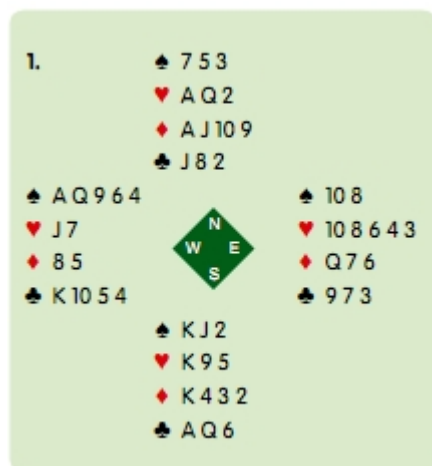 1. ♠ 7 5 3
♥ A Q 2
♦ A J 10 9
♣ J 8 2
♠ A Q 9 6 4 ♠ 10 8
♥ J 7 N ♥ 10 8 6 4 3
♦ 8 5 W E ♦ Q 7 6
♣ K 10 5 4 S ♣ 9 7 3
♠ K J 2
♥ K 9 5
♦ K 4 3 2
♣ A Q 6